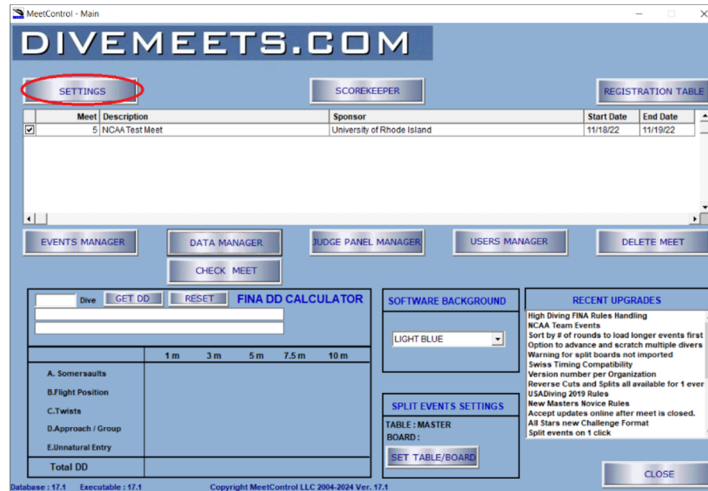 MeetControl - Main
DIVEMEETS.COM
SETTINGS
SCOREKEEPER
REGISTRATION TABLE
Meet Description Sponsor Start Date End Date
5 NCAA Test Meet University of Rhode Island 11/18/22 11/19/22
EVENTS MANAGER
DATA MANAGER
JUDGE PANEL MANAGER
USERS MANAGER
DELETE MEET
CHECK MEET
Dive GET DD RESET FINA DD CALCULATOR
1 m 3 m 5 m 7.5 m 10 m
A. Somersaults
B.Flight Position
C.Twists
D.Approach / Group
E.Unnatural Entry
Total DD
SOFTWARE BACKGROUND
LIGHT BLUE
SPLIT EVENTS SETTINGS
TABLE : MASTER
BOARD :
SET TABLE/BOARD
RECENT UPGRADES
High Diving FINA Rules Handling
NCAA Team Events
Sort by # of rounds to load longer events first
Option to advance and scratch multiple divers
Warning for split boards not imported
Swiss Timing Compatibility
Version number per Organization
Reverse Cuts and Splits all available for 1 ever
USADiving 2019 Rules
New Masters Novice Rules
Accept updates online after meet is closed.
All Stars new Challenge Format
Split events on 1 click
CLOSE
Database : 17.1 Executable : 17.1 Copyright MeetControl LLC 2004-2024 Ver. 17.1